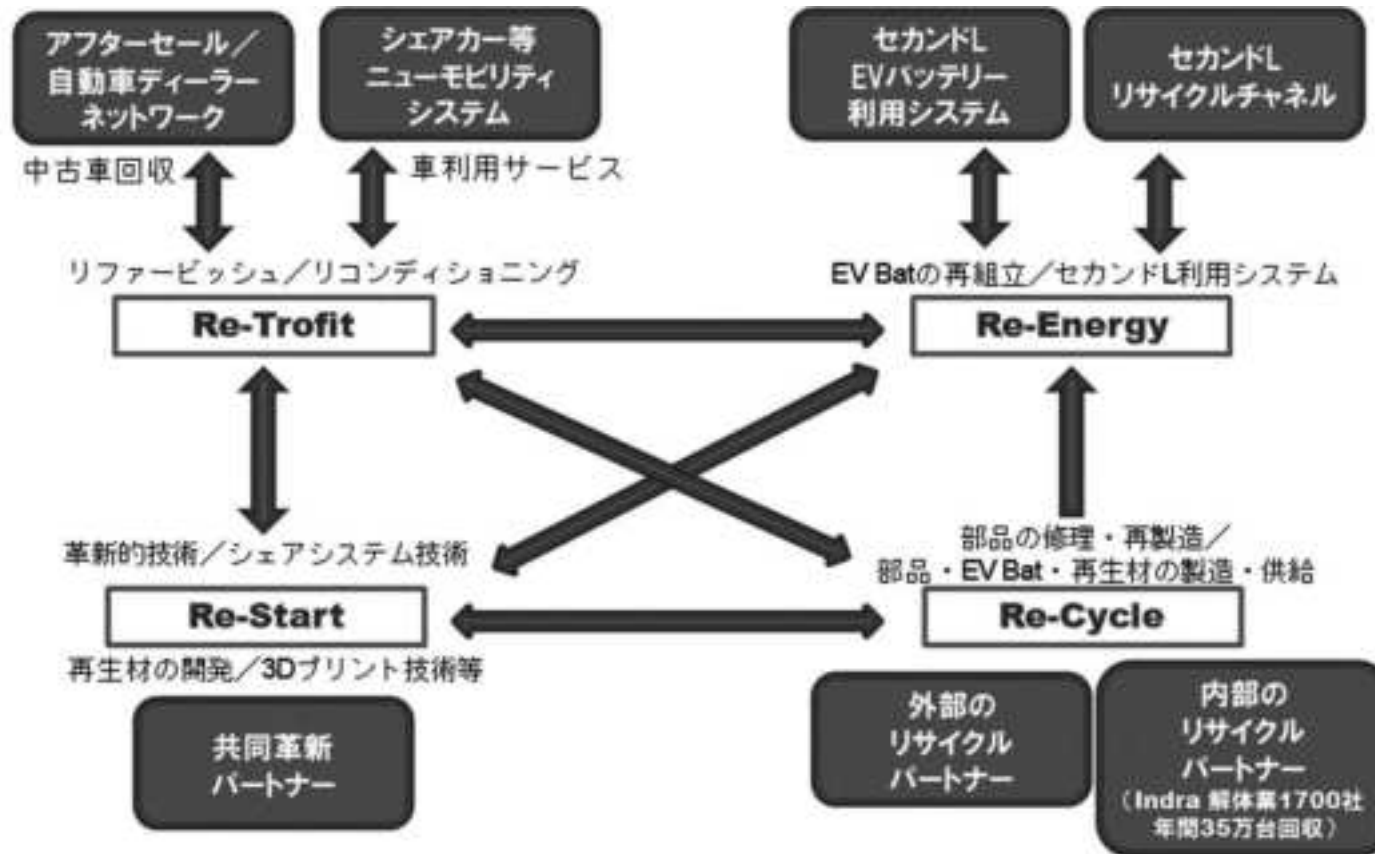 アフターセール／
自動車ディーラー
ネットワーク
シェアカー等
ニューモビリティ
システム
セカンドL
EVバッテリー
利用システム
セカンドL
リサイクルチャネル
中古車回収
車利用サービス
リファービッシュ／リコンディショニング
EV Batの再組立／セカンドL利用システム
Re-Trofit
Re-Energy
革新的技術／シェアシステム技術
部品の修理・再製造／
部品・EV Bat・再生材の製造・供給
Re-Start
Re-Cycle
再生材の開発／3Dプリント技術等
共同革新
パートナー
外部の
リサイクル
パートナー
内部の
リサイクル
パートナー
（Indra 解体業1700社
年間35万台回収）